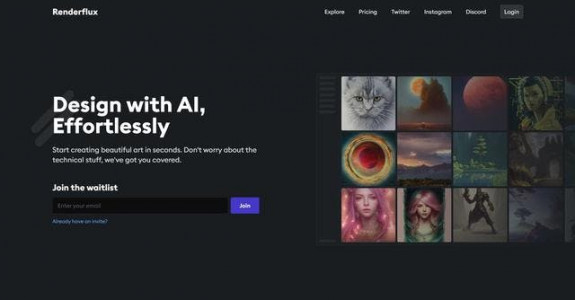 Renderflux
Explore
Pricing
Twitter
Instagram
Discord
Login
Design with AI,
Effortlessly
Start creating beautiful art in seconds. Don't worry about the
technical stuff, we've got you covered.
Join the waitlist
Enter your email
Join
Already have an invite?